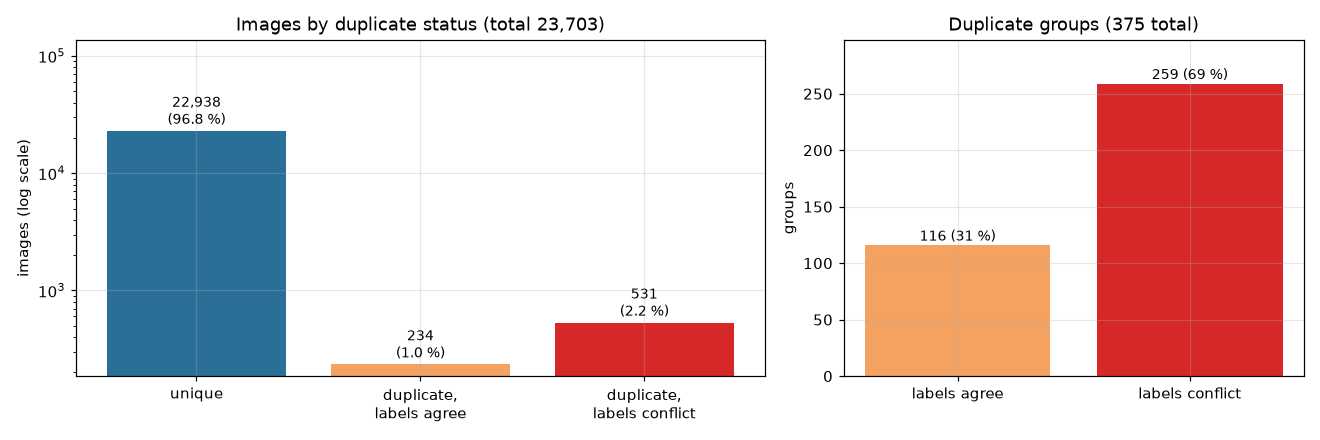 Images by duplicate status (total 23,703)
images (log scale)
10⁵
10⁴
10³
22,938
(96.8 %)
234
(1.0 %)
531
(2.2 %)
unique
duplicate,
labels agree
duplicate,
labels conflict
Duplicate groups (375 total)
groups
250
200
150
100
50
0
116 (31 %)
259 (69 %)
labels agree
labels conflict